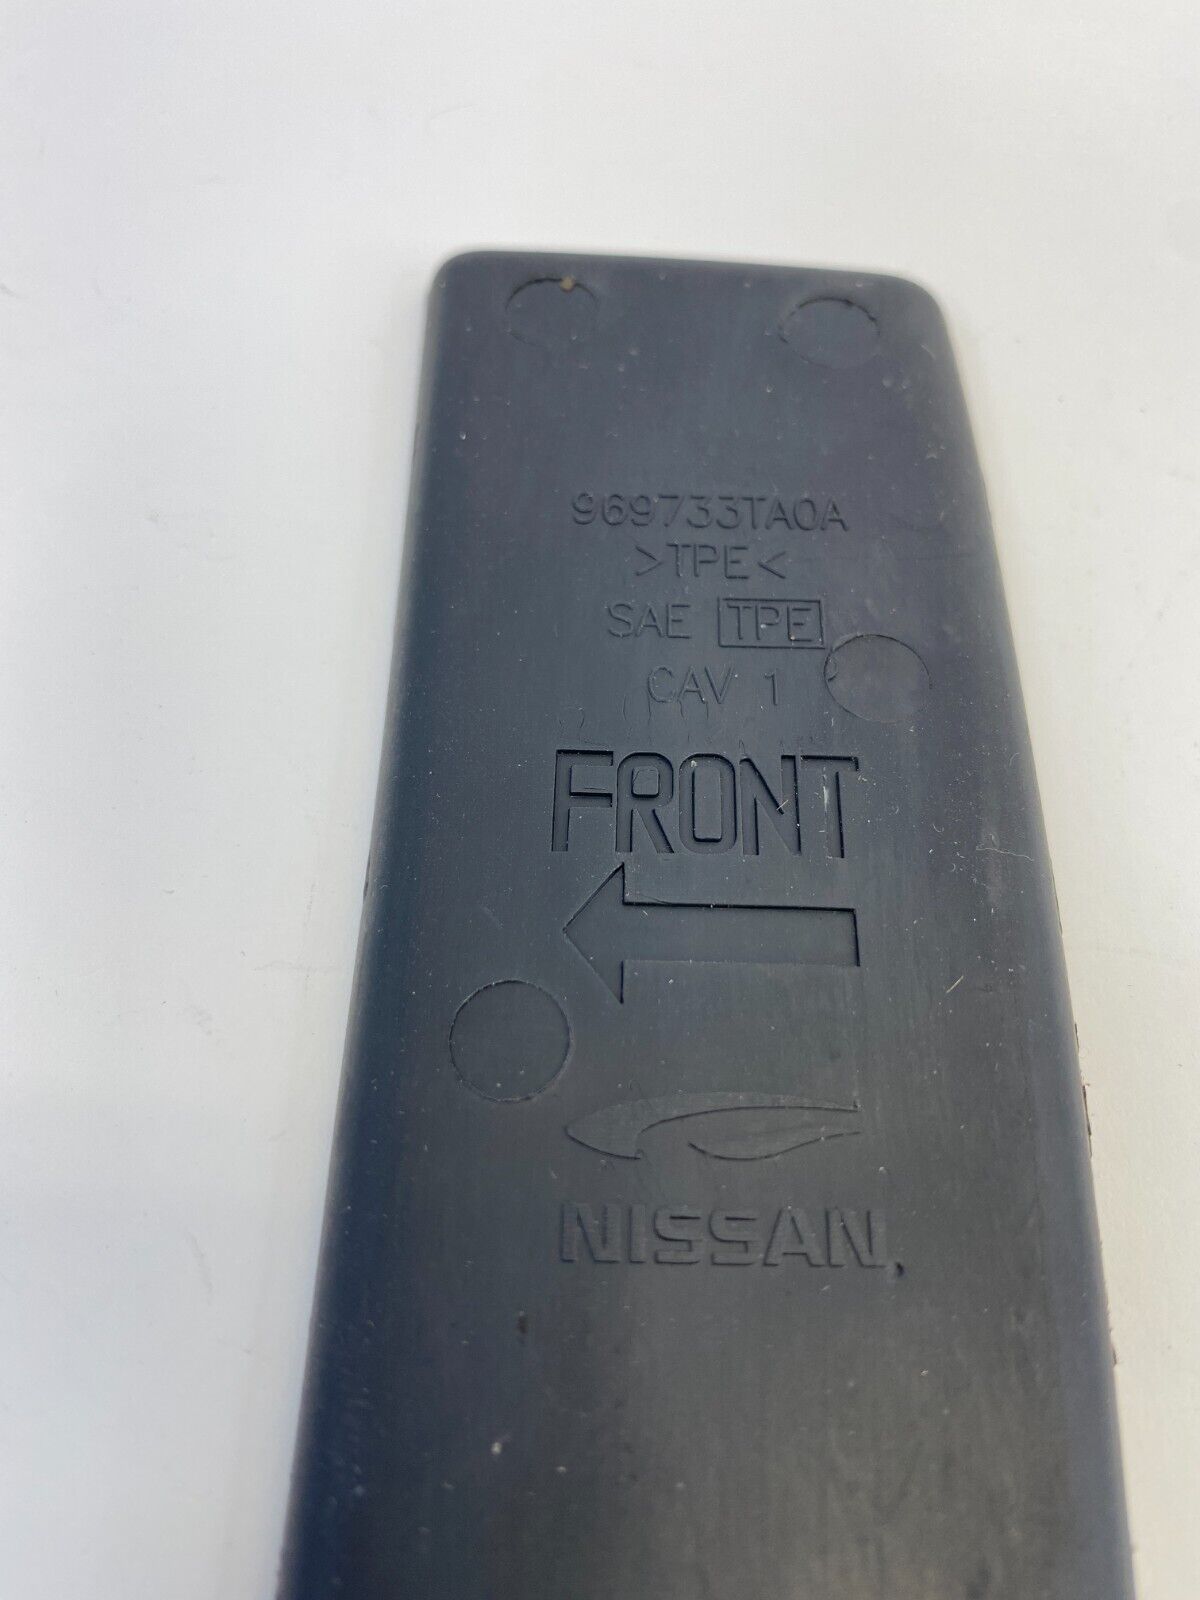 969733TA0A
>TPE<
SAE TPE
CAV 1
FRONT
NISSAN